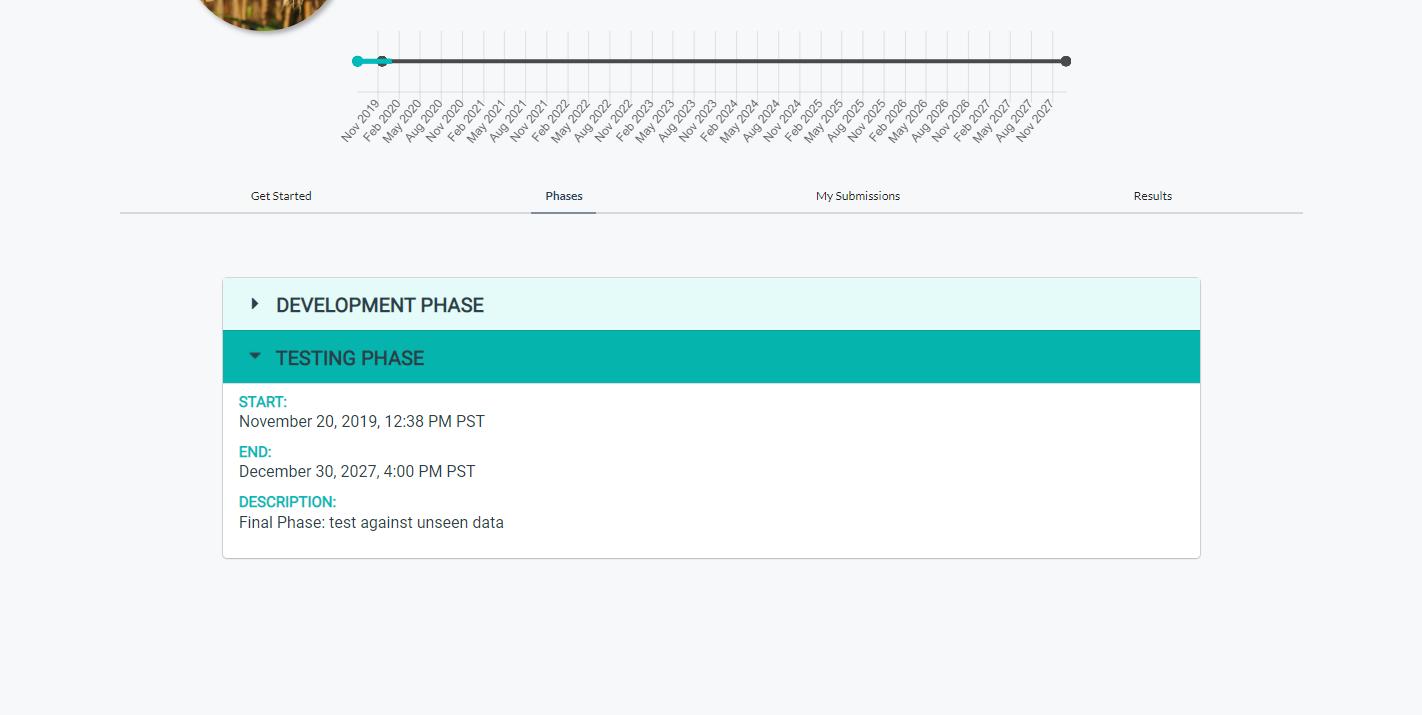 Nov 2019
Feb 2020
May 2020
Aug 2020
Nov 2020
Feb 2021
May 2021
Aug 2021
Nov 2021
Feb 2022
May 2022
Aug 2022
Nov 2022
Feb 2023
May 2023
Aug 2023
Nov 2023
Feb 2024
May 2024
Aug 2024
Nov 2024
Feb 2025
May 2025
Aug 2025
Nov 2025
Feb 2026
May 2026
Aug 2026
Nov 2026
Feb 2027
May 2027
Aug 2027
Nov 2027
Get Started
Phases
My Submissions
Results
DEVELOPMENT PHASE
TESTING PHASE
START:
November 20, 2019, 12:38 PM PST
END:
December 30, 2027, 4:00 PM PST
DESCRIPTION:
Final Phase: test against unseen data